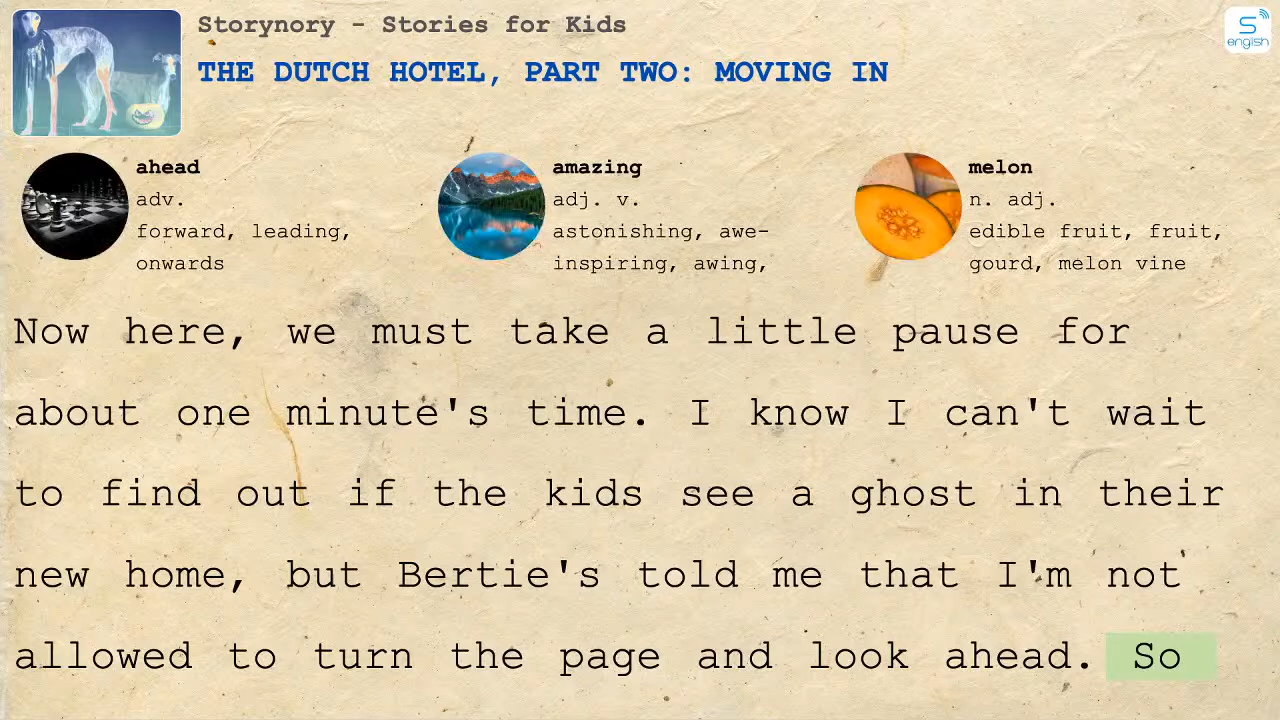 Storynory - Stories for Kids
THE DUTCH HOTEL, PART TWO: MOVING IN
S
english
ahead
adv.
forward, leading,
onwards
amazing
adj. v.
astonishing, awe-
inspiring, awing,
melon
n. adj.
edible fruit, fruit,
gourd, melon vine
Now here, we must take a little pause for
about one minute's time. I know I can't wait
to find out if the kids see a ghost in their
new home, but Bertie's told me that I'm not
allowed to turn the page and look ahead. So